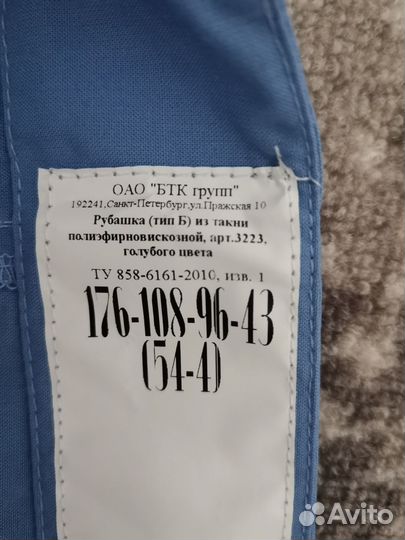 ОАО "БТК групп"
192241,Санкт-Петербург,ул.Пражская 10
Рубашка (тип Б) из такни
полиэфирновискозной, арт.3223,
голубого цвета
ТУ 858-6161-2010, изв. 1
176-108-96-43
(54-4)
Avito